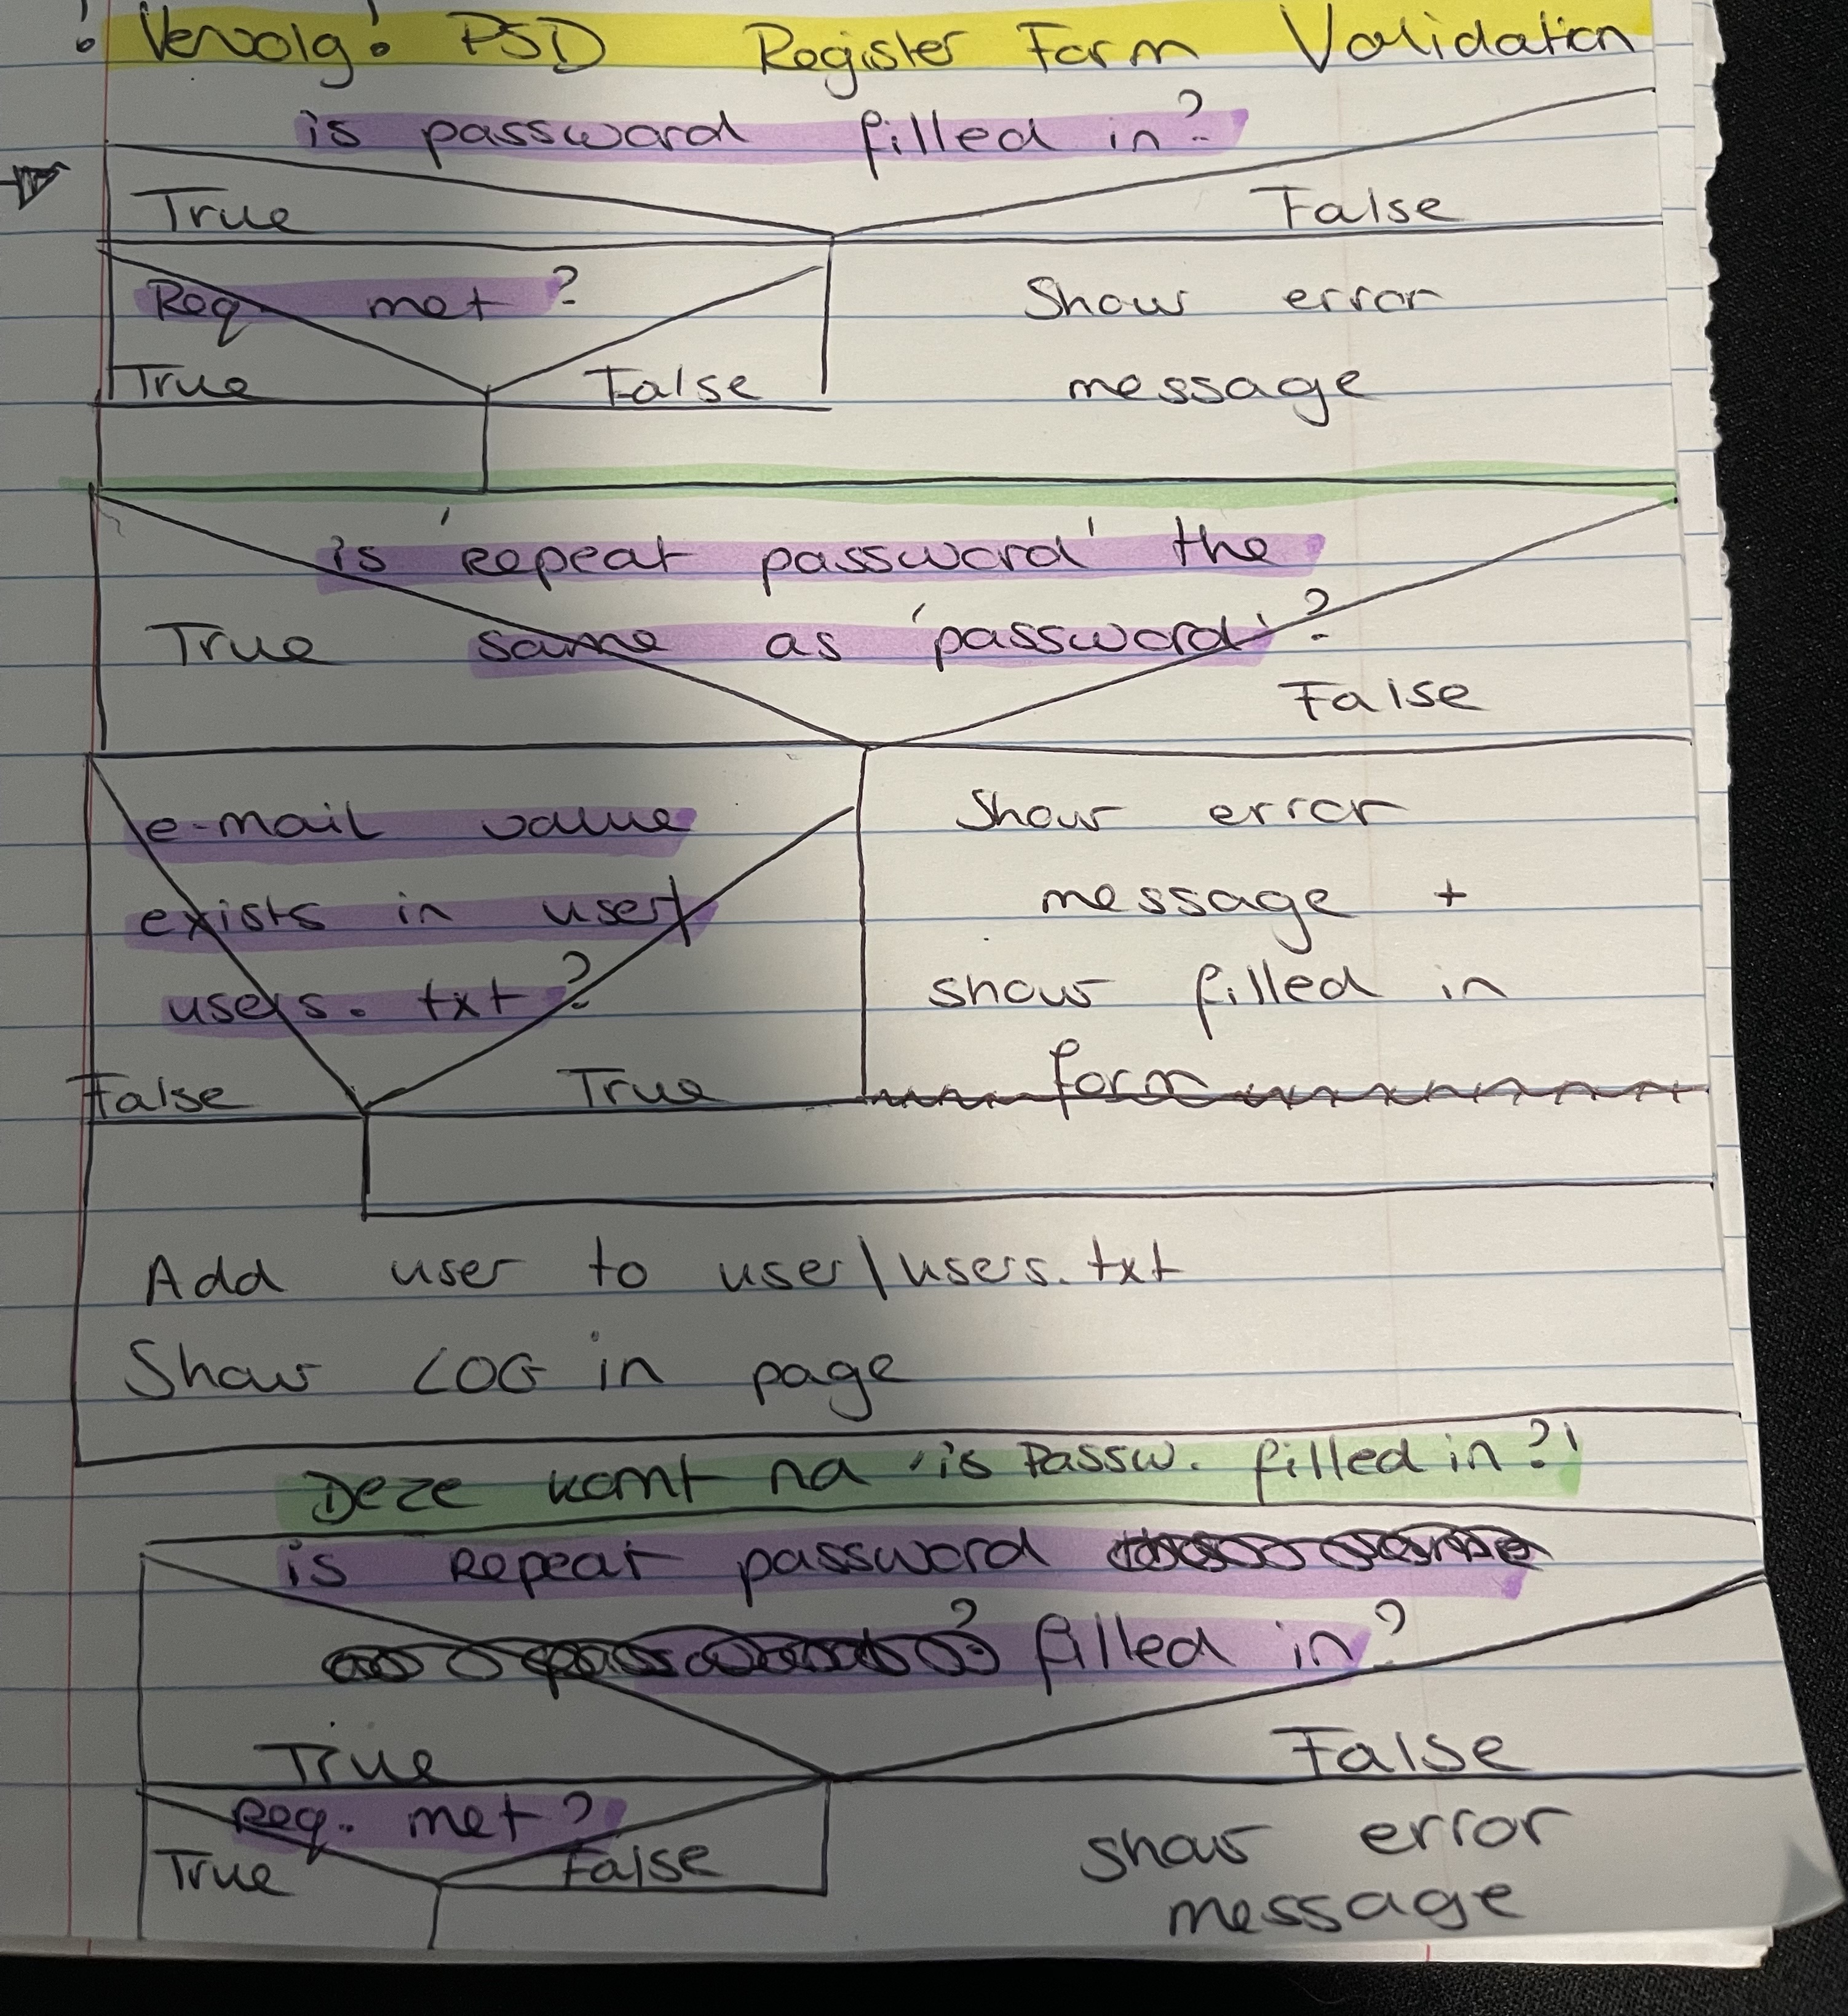 ! Vervolg! PSD Register Form Validation
is password filled in?
True False
Req met? Show error
True False message
is 'repeat password' the
True same as 'password'?
False
e-mail value Show error
exists in user\ message +
users.txt? show filled in
False True form
Add user to user\users.txt
Show LOG in page
Deze komt na 'is Passw. filled in?'
is Repeat password
filled in?
True False
Req. met? show error
True False message